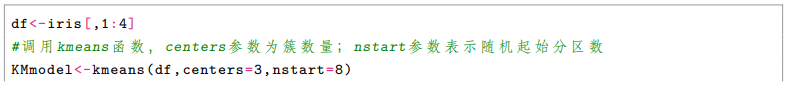 df<-iris[,1:4]
#调用kmeans函数，centers参数为簇数量；nstart参数表示随机起始分区数
KMmodel<-kmeans(df,centers=3,nstart=8)